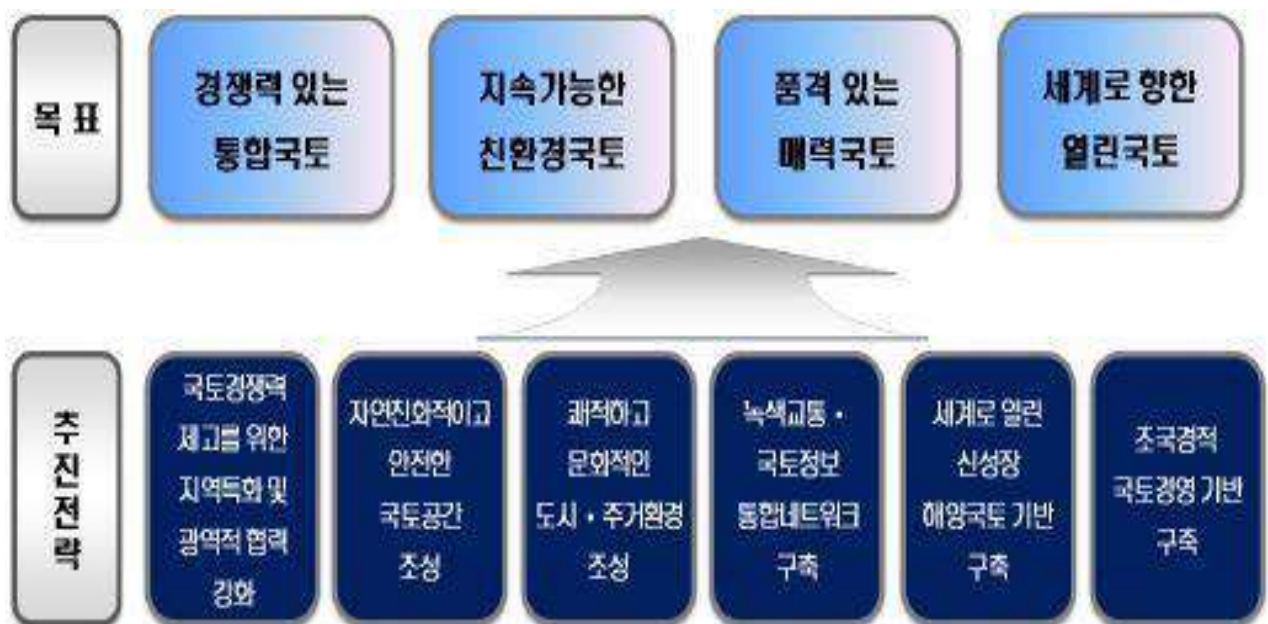 목 표
경쟁력 있는
통합국토
지속가능한
친환경국토
품격 있는
매력국토
세계로 향한
열린국토
추진전략
국토경쟁력
제고를 위한
지역특화 및
광역적 협력
강화
자연친화적이고
안전한
국토공간
조성
쾌적하고
문화적인
도시・주거환경
조성
녹색교통・
국토정보
통합네트워크
구축
세계로 열린
신성장
해양국토 기반
구축
초국경적
국토경영 기반
구축